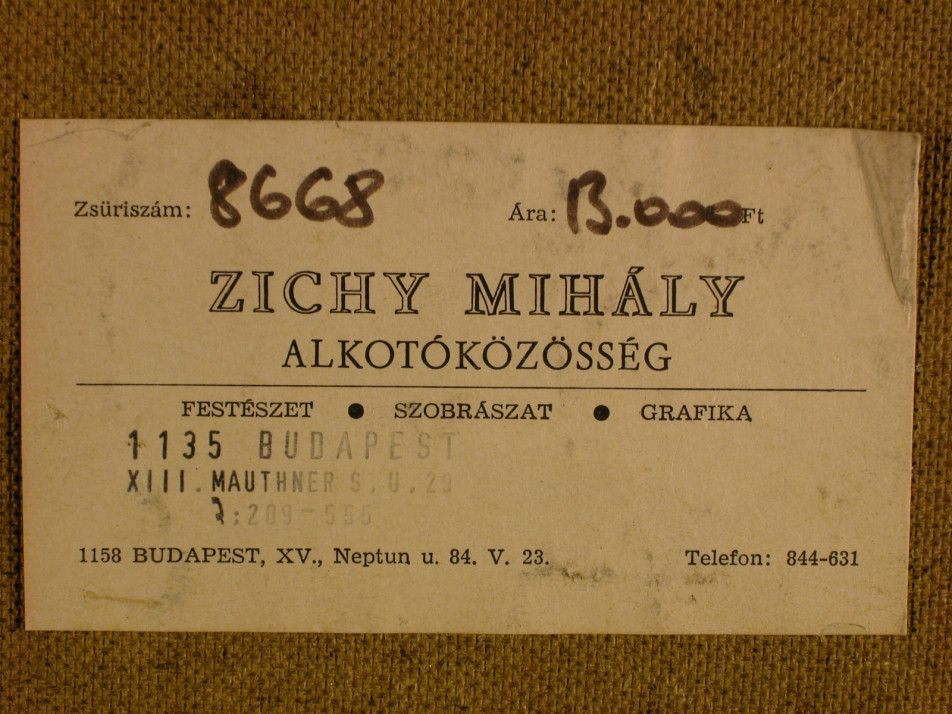 Zsüriszám: 8668 Ára: 13.000 Ft
ZICHY MIHÁLY
ALKOTÓKÖZÖSSÉG
FESTÉSZET ● SZOBRÁSZAT ● GRAFIKA
1135 BUDAPEST
XIII. MAUTHNER S. U. 29
1158 BUDAPEST, XV., Neptun u. 84. V. 23. Telefon: 844-631